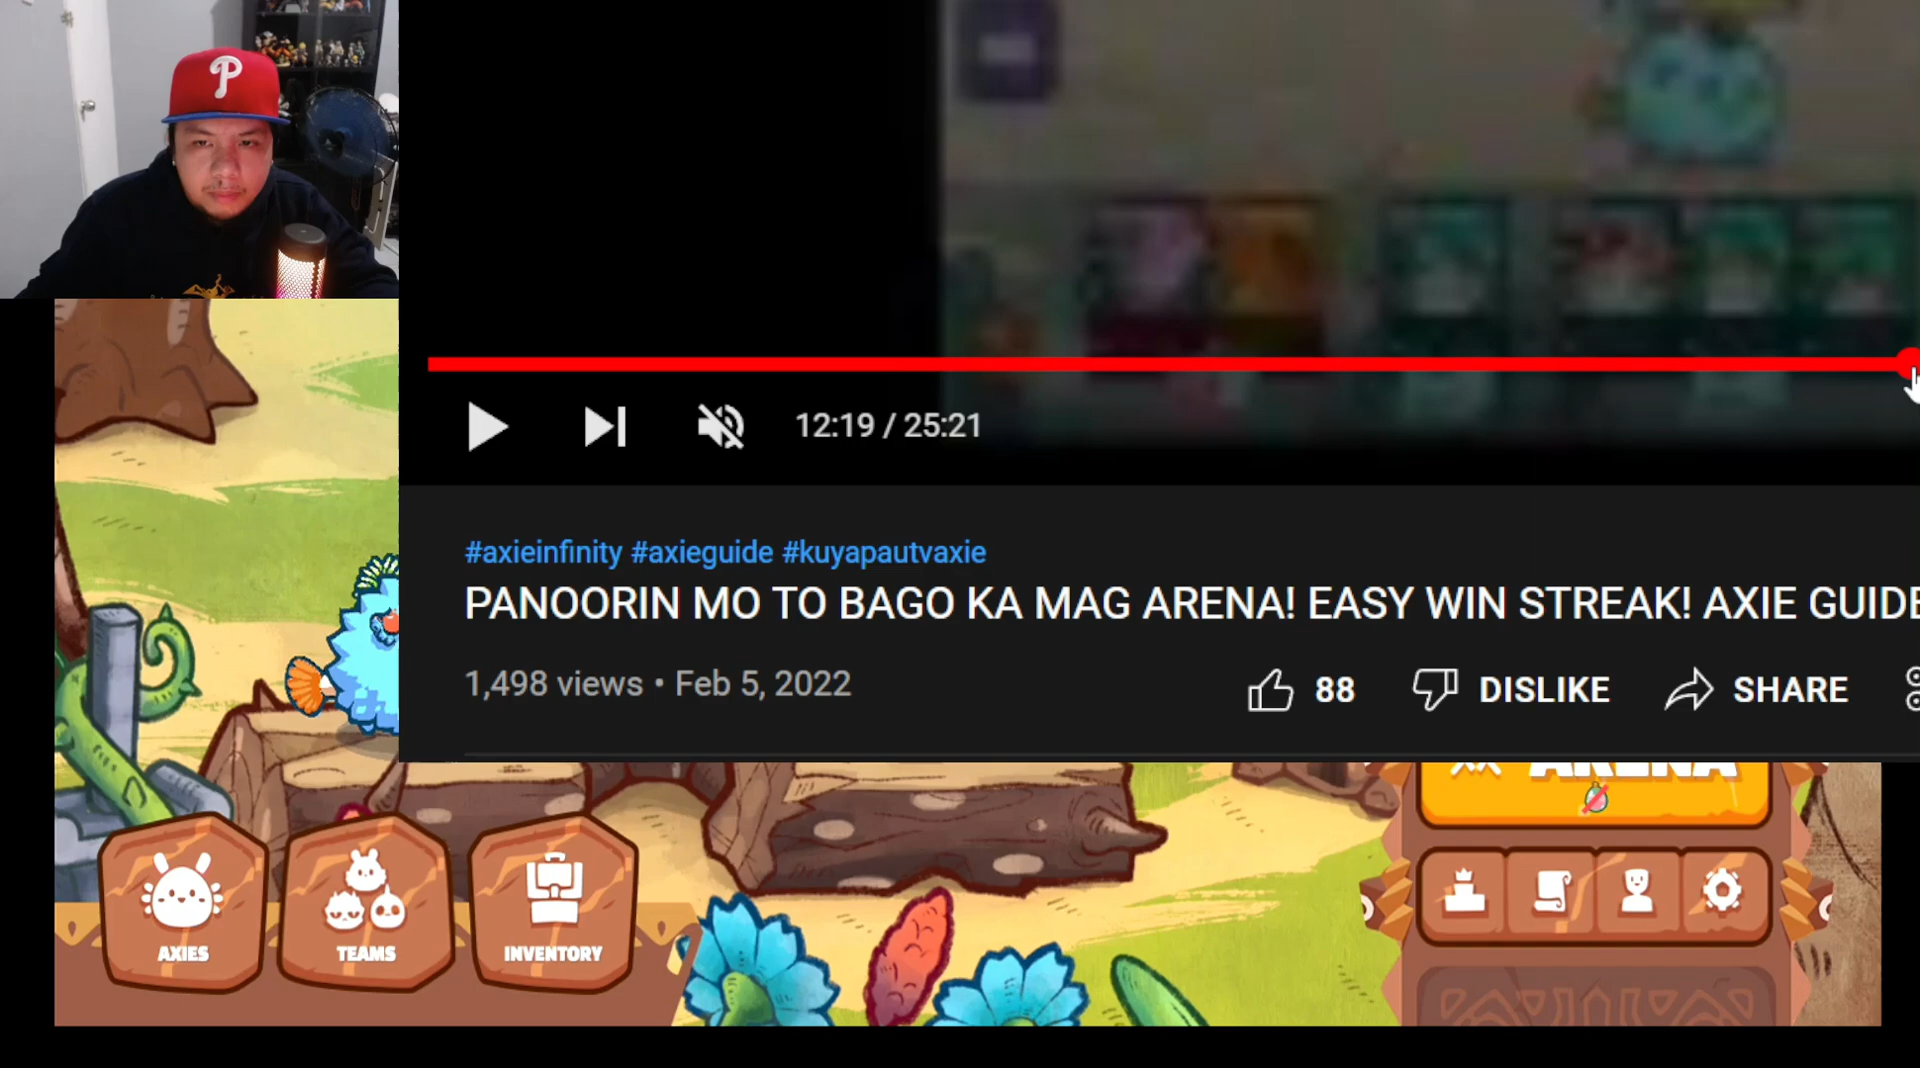 P
12:19 / 25:21
#axieinfinity #axieguide #kuyapautvaxie
PANOORIN MO TO BAGO KA MAG ARENA! EASY WIN STREAK! AXIE GUIDE
1,498 views • Feb 5, 2022
88 DISLIKE SHARE
ARENA
AXIES TEAMS INVENTORY